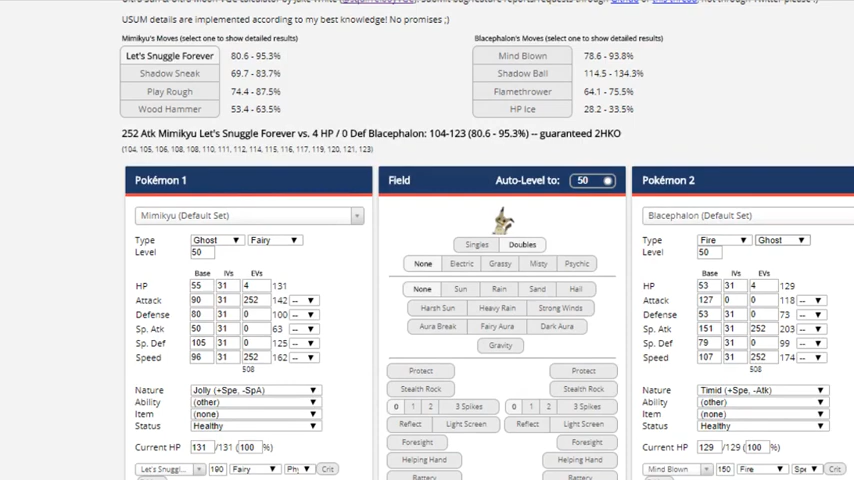 USUM details are implemented according to my best knowledge! No promises ;)
Mimikyu's Moves (select one to show detailed results)
Let's Snuggle Forever 80.6 - 95.3%
Shadow Sneak 69.7 - 83.7%
Play Rough 74.4 - 87.5%
Wood Hammer 53.4 - 63.5%
Blacephalon's Moves (select one to show detailed results)
Mind Blown 78.6 - 93.8%
Shadow Ball 114.5 - 134.3%
Flamethrower 64.1 - 75.5%
HP Ice 28.2 - 33.5%
252 Atk Mimikyu Let's Snuggle Forever vs. 4 HP / 0 Def Blacephalon: 104-123 (80.6 - 95.3%) -- guaranteed 2HKO
(104, 105, 106, 108, 108, 110, 111, 112, 114, 115, 116, 117, 119, 120, 121, 123)
Pokémon 1
Mimikyu (Default Set)
Type Ghost Fairy
Level 50
Base IVs EVs
HP 55 31 4 131
Attack 90 31 252 142 --
Defense 80 31 0 100 --
Sp. Atk 50 31 0 63 --
Sp. Def 105 31 0 125 --
Speed 96 31 252 162 --
508
Nature Jolly (+Spe, -SpA)
Ability (other)
Item (none)
Status Healthy
Current HP 131 /131 (100 %)
Let's Snuggl... 190 Fairy Phy Crit
Field Auto-Level to: 50
Singles Doubles
None Electric Grassy Misty Psychic
None Sun Rain Sand Hail
Harsh Sun Heavy Rain Strong Winds
Aura Break Fairy Aura Dark Aura
Gravity
Protect Protect
Stealth Rock Stealth Rock
0 1 2 3 Spikes 0 1 2 3 Spikes
Reflect Light Screen Reflect Light Screen
Foresight Foresight
Helping Hand Helping Hand
Battery Battery
Pokémon 2
Blacephalon (Default Set)
Type Fire Ghost
Level 50
Base IVs EVs
HP 53 31 4 129
Attack 127 0 0 118 --
Defense 53 31 0 73 --
Sp. Atk 151 31 252 203 --
Sp. Def 79 31 0 99 --
Speed 107 31 252 174 --
508
Nature Timid (+Spe, -Atk)
Ability (other)
Item (none)
Status Healthy
Current HP 129 /129 (100 %)
Mind Blown 150 Fire Spe Crit